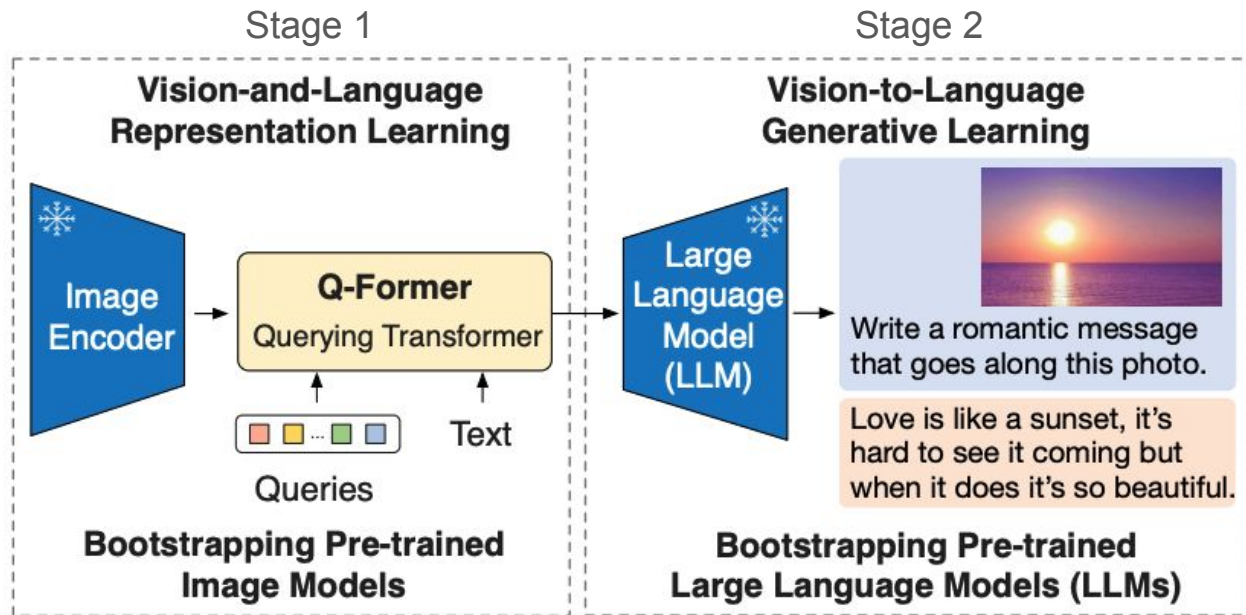 Stage 1
Stage 2
Vision-and-Language
Representation Learning
Image
Encoder
Q-Former
Querying Transformer
...
Queries
Text
Bootstrapping Pre-trained
Image Models
Vision-to-Language
Generative Learning
Large
Language
Model
(LLM)
Write a romantic message
that goes along this photo.
Love is like a sunset, it's
hard to see it coming but
when it does it's so beautiful.
Bootstrapping Pre-trained
Large Language Models (LLMs)